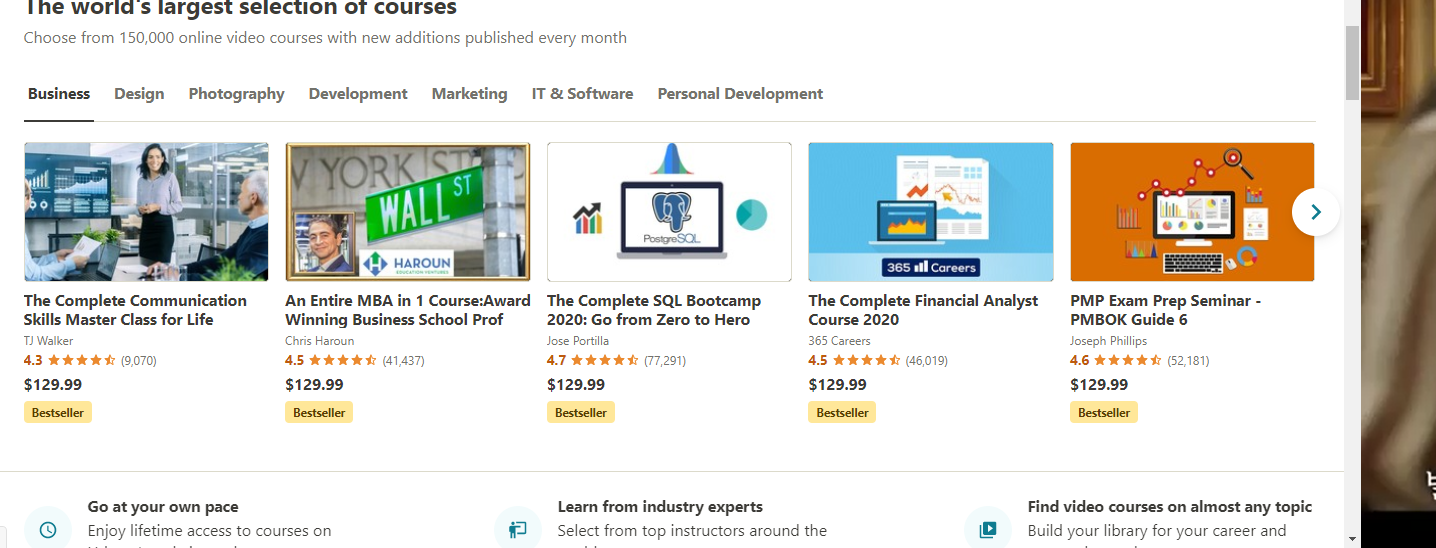 The world's largest selection of courses
Choose from 150,000 online video courses with new additions published every month
Business Design Photography Development Marketing IT & Software Personal Development
YORK ST
WALL ST
HAROUN
EDUCATION VENTURES
PostgreSQL
365 Careers
The Complete Communication
Skills Master Class for Life
TJ Walker
4.3 (9,070)
$129.99
Bestseller
An Entire MBA in 1 Course:Award
Winning Business School Prof
Chris Haroun
4.5 (41,437)
$129.99
Bestseller
The Complete SQL Bootcamp
2020: Go from Zero to Hero
Jose Portilla
4.7 (77,291)
$129.99
Bestseller
The Complete Financial Analyst
Course 2020
365 Careers
4.5 (46,019)
$129.99
Bestseller
PMP Exam Prep Seminar -
PMBOK Guide 6
Joseph Phillips
4.6 (52,181)
$129.99
Bestseller
Go at your own pace
Enjoy lifetime access to courses on
Learn from industry experts
Select from top instructors around the
Find video courses on almost any topic
Build your library for your career and